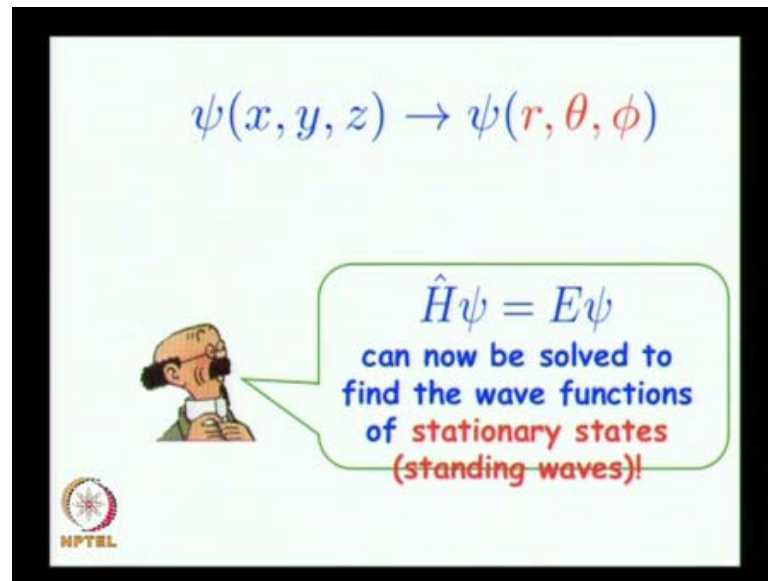 ψ(x, y, z) → ψ(r, θ, ϕ)
Ĥψ = Eψ
can now be solved to
find the wave functions
of stationary states
(standing waves)!
NPTEL